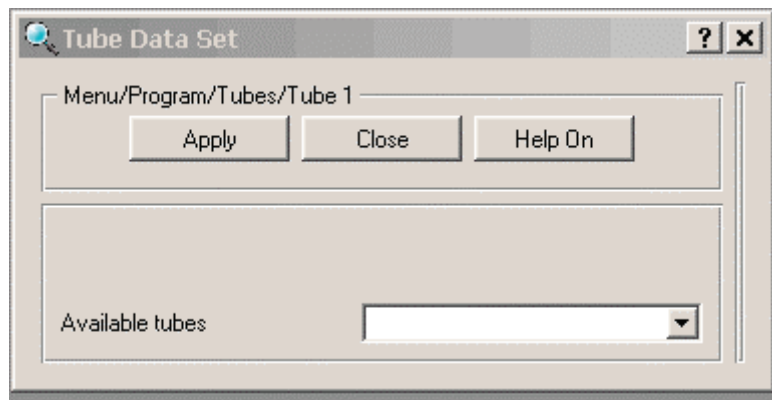 Tube Data Set ? X
Menu/Program/Tubes/Tube 1
Apply Close Help On
Available tubes